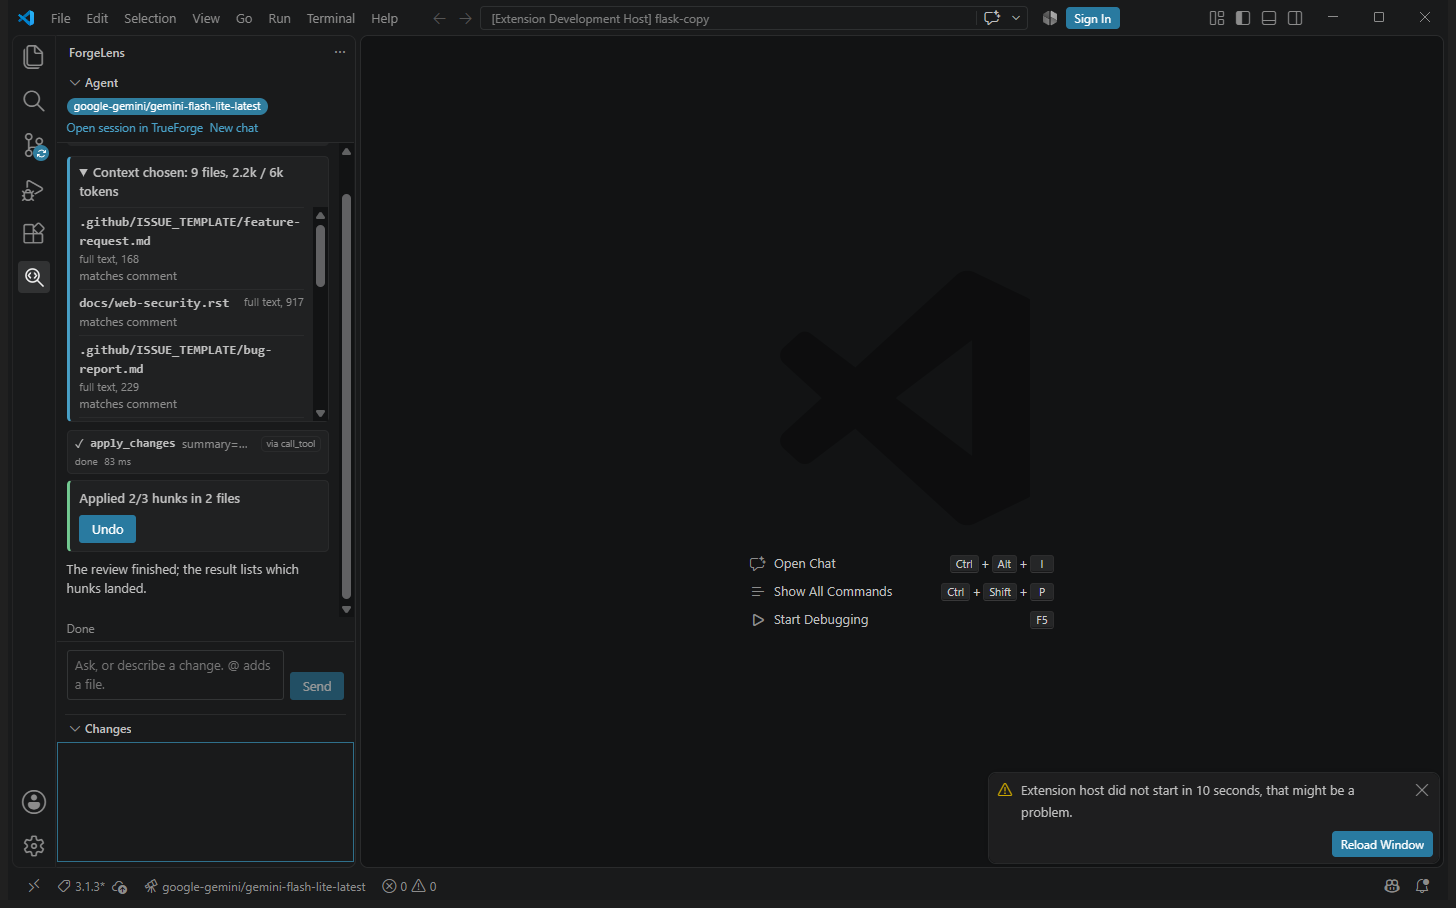 File Edit Selection View Go Run Terminal Help
[Extension Development Host] flask-copy
Sign In
ForgeLens
Agent
google-gemini/gemini-flash-lite-latest
Open session in TrueForge New chat
Context chosen: 9 files, 2.2k / 6k
tokens
.github/ISSUE_TEMPLATE/feature-
request.md
full text, 168
matches comment
docs/web-security.rst full text, 917
matches comment
.github/ISSUE_TEMPLATE/bug-
report.md
full text, 229
matches comment
apply_changes summary=... via call_tool
done 83 ms
Applied 2/3 hunks in 2 files
Undo
The review finished; the result lists which
hunks landed.
Done
Ask, or describe a change. @ adds
a file.
Send
Changes
Open Chat Ctrl + Alt + I
Show All Commands Ctrl + Shift + P
Start Debugging F5
Extension host did not start in 10 seconds, that might be a
problem.
Reload Window
3.1.3* google-gemini/gemini-flash-lite-latest 0 0